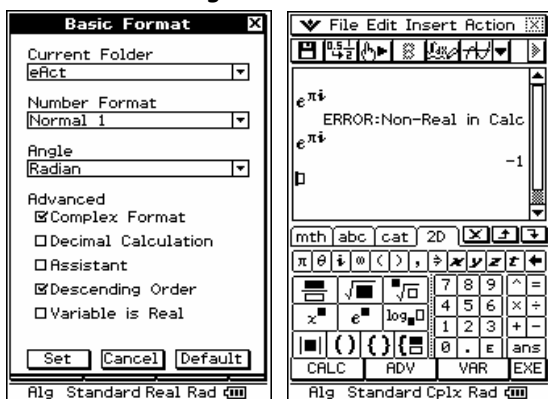 Basic Format
Current Folder
eAct
Number Format
Normal 1
Angle
Radian
Advanced
Complex Format
Decimal Calculation
Assistant
Descending Order
Variable is Real
Set Cancel Default
Alg Standard Real Rad
File Edit Insert Action
e^πi
ERROR:Non-Real in Calc
e^πi
-1
mth abc cat 2D
π θ i ∞ ( ) , ⇒ x y z t
7 8 9 ^ =
4 5 6 × ÷
1 2 3 + -
0 . E ans
x e log
CALC ADV VAR EXE
Alg Standard Cplx Rad